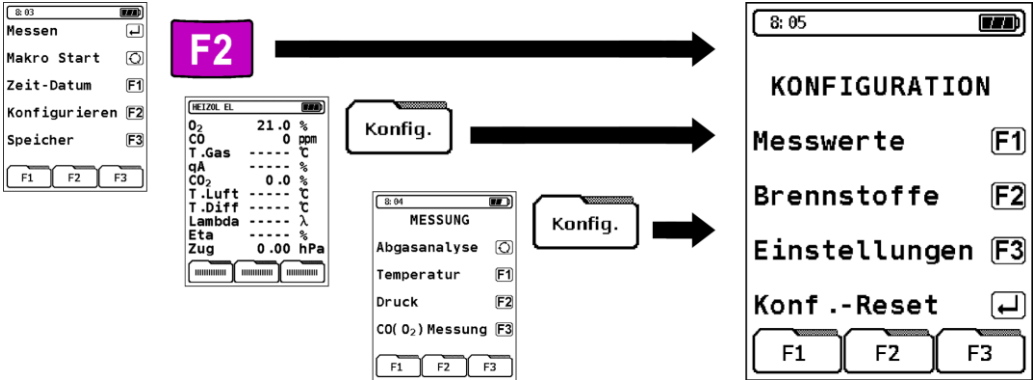 8:03
Messen
Makro Start
Zeit-Datum F1
Konfigurieren F2
Speicher F3
F1 F2 F3
F2
HEIZOL EL
O₂ 21.0 %
CO 0 ppm
T.Gas ----- °C
qA ----- %
CO₂ 0.0 %
T.Luft ----- °C
T.Diff ----- °C
Lambda ----- λ
Eta ----- %
Zug 0.00 hPa
Konfig.
8:04
MESSUNG
Abgasanalyse
Temperatur F1
Druck F2
CO(O₂)Messung F3
F1 F2 F3
Konfig.
8:05
KONFIGURATION
Messwerte F1
Brennstoffe F2
Einstellungen F3
Konf.-Reset
F1 F2 F3